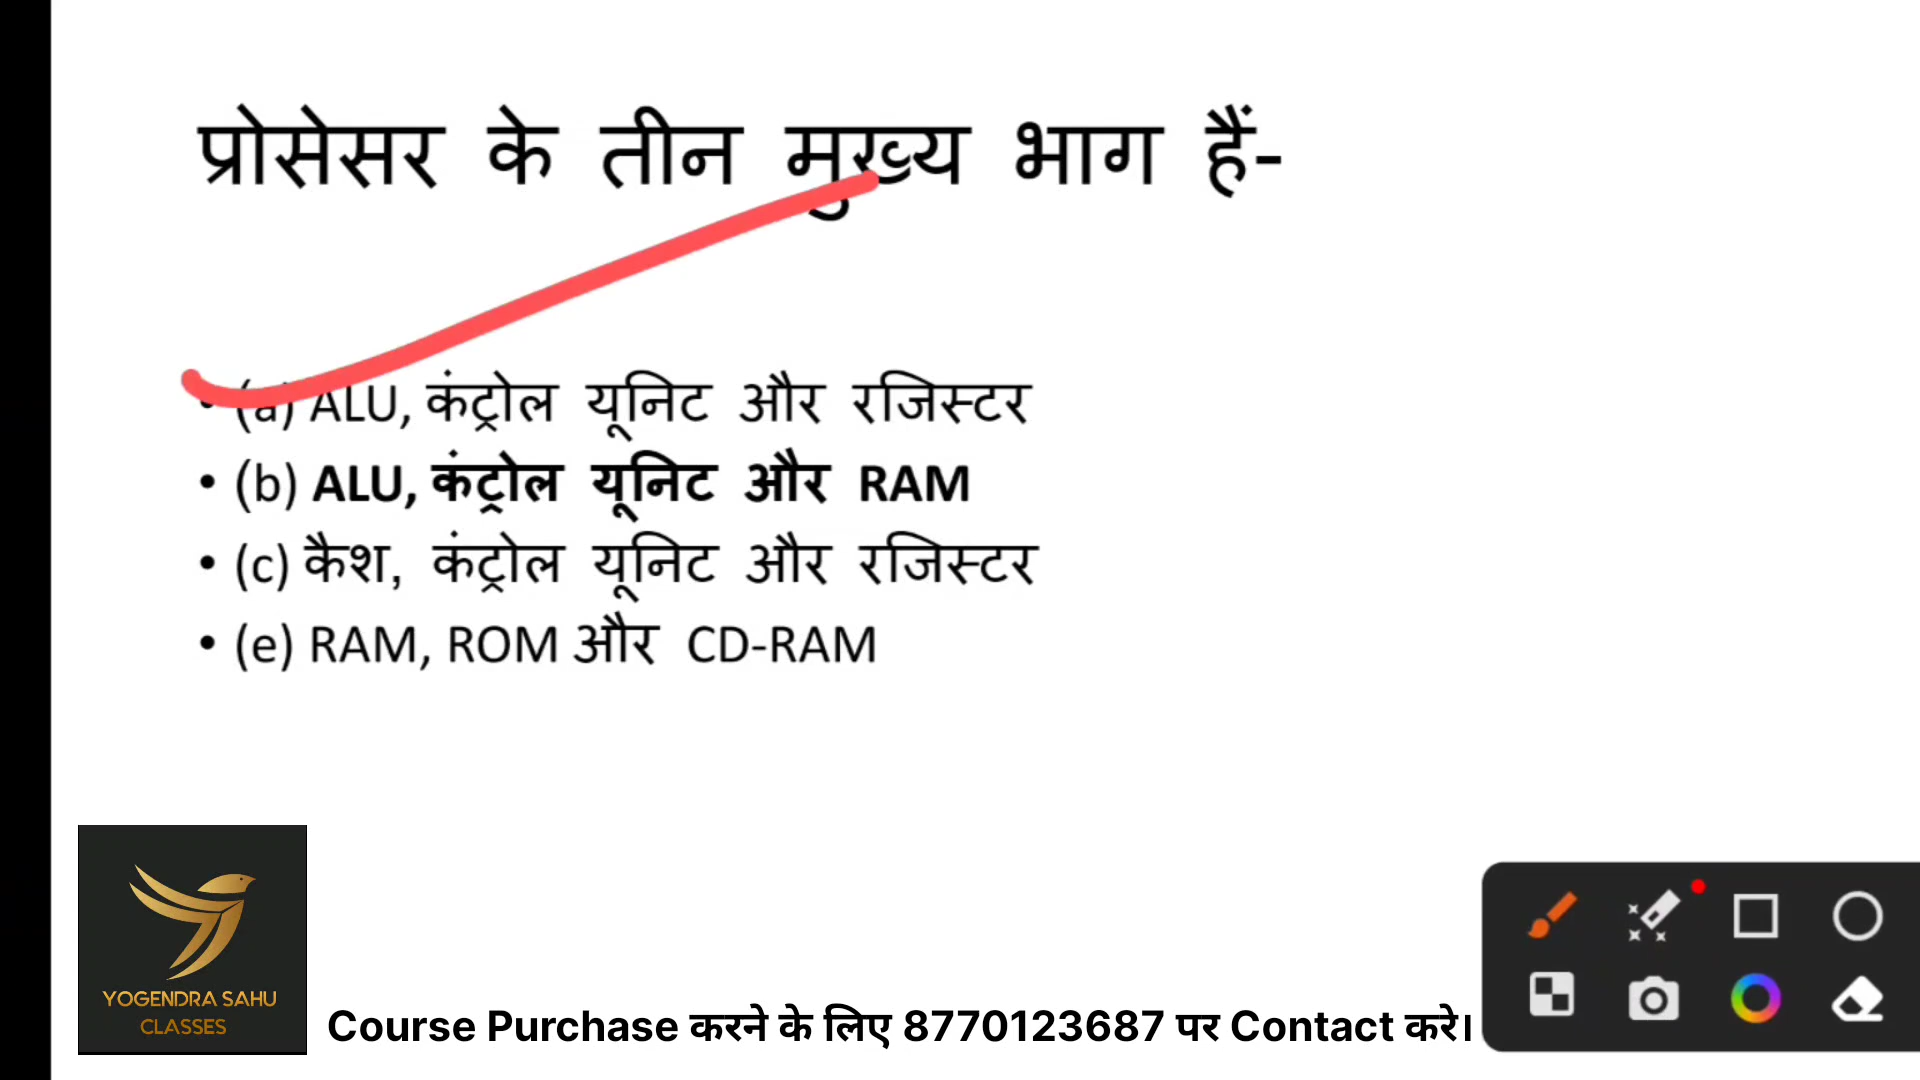 प्रोसेसर के तीन मुख्य भाग हैं-
• (a) ALU, कंट्रोल यूनिट और रजिस्टर
• (b) ALU, कंट्रोल यूनिट और RAM
• (c) कैश, कंट्रोल यूनिट और रजिस्टर
• (e) RAM, ROM और CD-RAM
YOGENDRA SAHU
CLASSES
Course Purchase करने के लिए 8770123687 पर Contact करे।